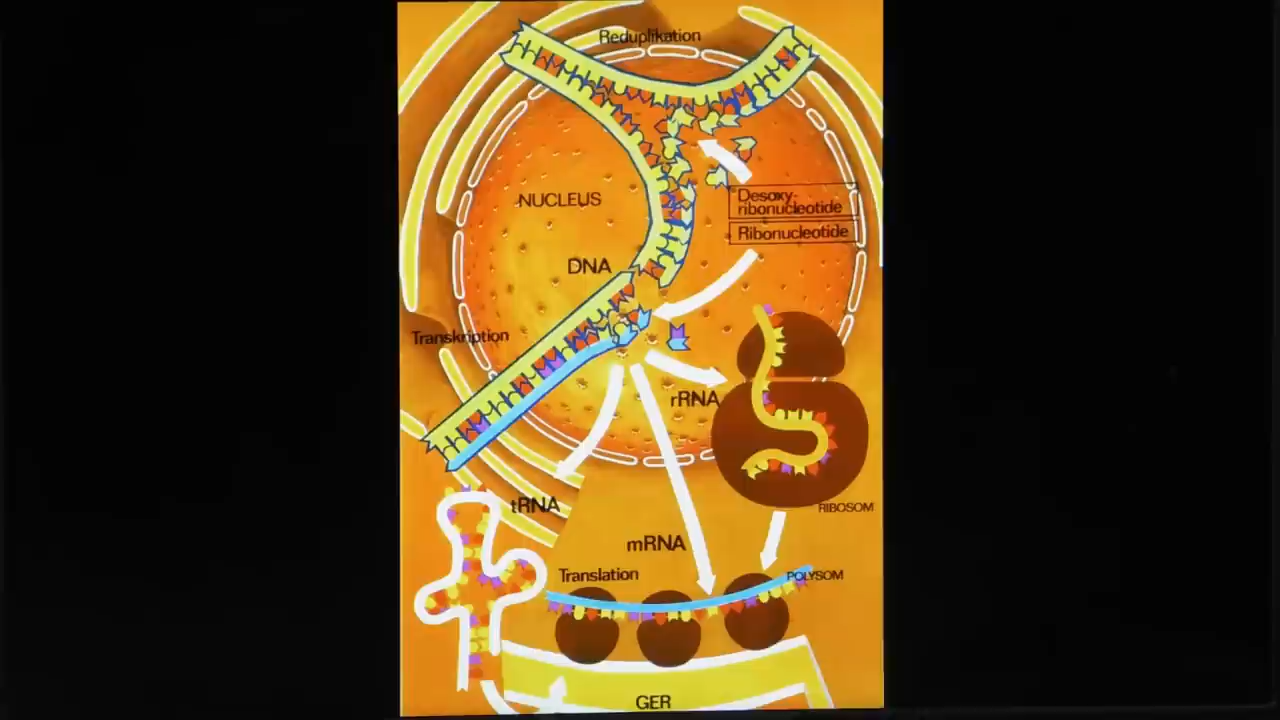 Reduplikation
NUCLEUS
Desoxy-
ribonucleotide
Ribonucleotide
DNA
Transkription
rRNA
tRNA
RIBOSOM
mRNA
Translation
POLYSOM
GER